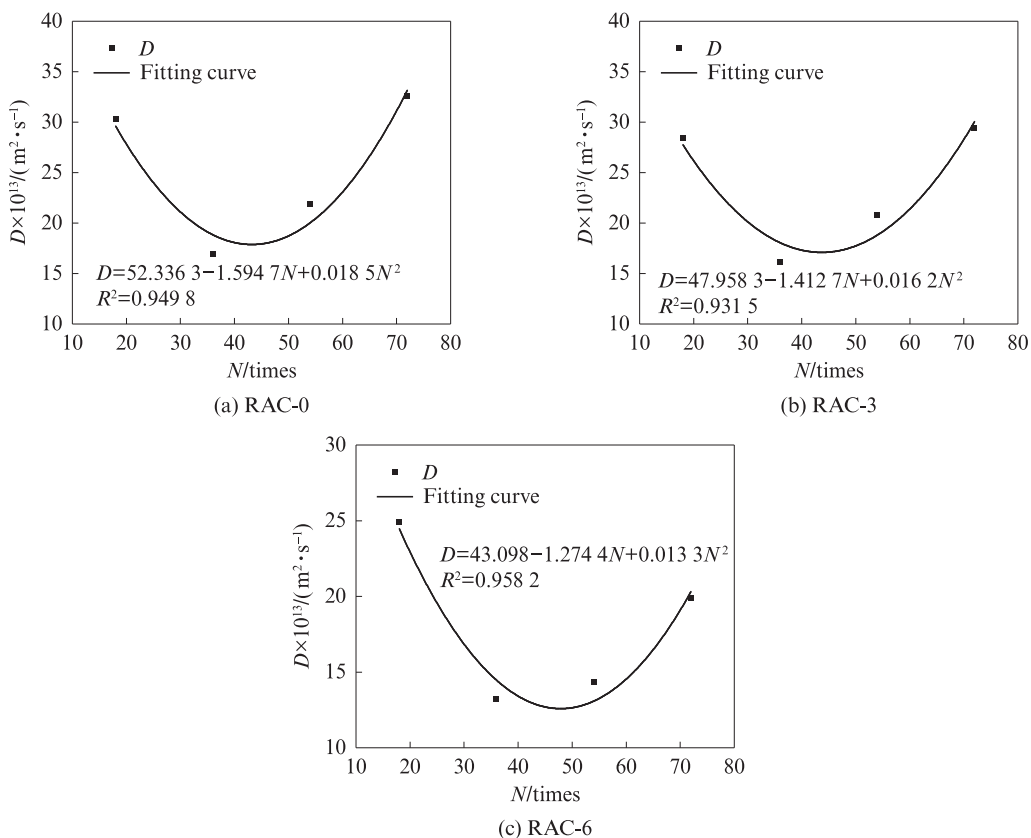 40
35
30
25
20
15
10
D×10¹³/(m²·s⁻¹)
D
Fitting curve
D=52.336 3−1.594 7N+0.018 5N²
R²=0.949 8
10 20 30 40 50 60 70 80
N/times
(a) RAC-0
40
35
30
25
20
15
10
D×10¹³/(m²·s⁻¹)
D
Fitting curve
D=47.958 3−1.412 7N+0.016 2N²
R²=0.931 5
10 20 30 40 50 60 70 80
N/times
(b) RAC-3
30
25
20
15
10
D×10¹³/(m²·s⁻¹)
D
Fitting curve
D=43.098−1.274 4N+0.013 3N²
R²=0.958 2
10 20 30 40 50 60 70 80
N/times
(c) RAC-6